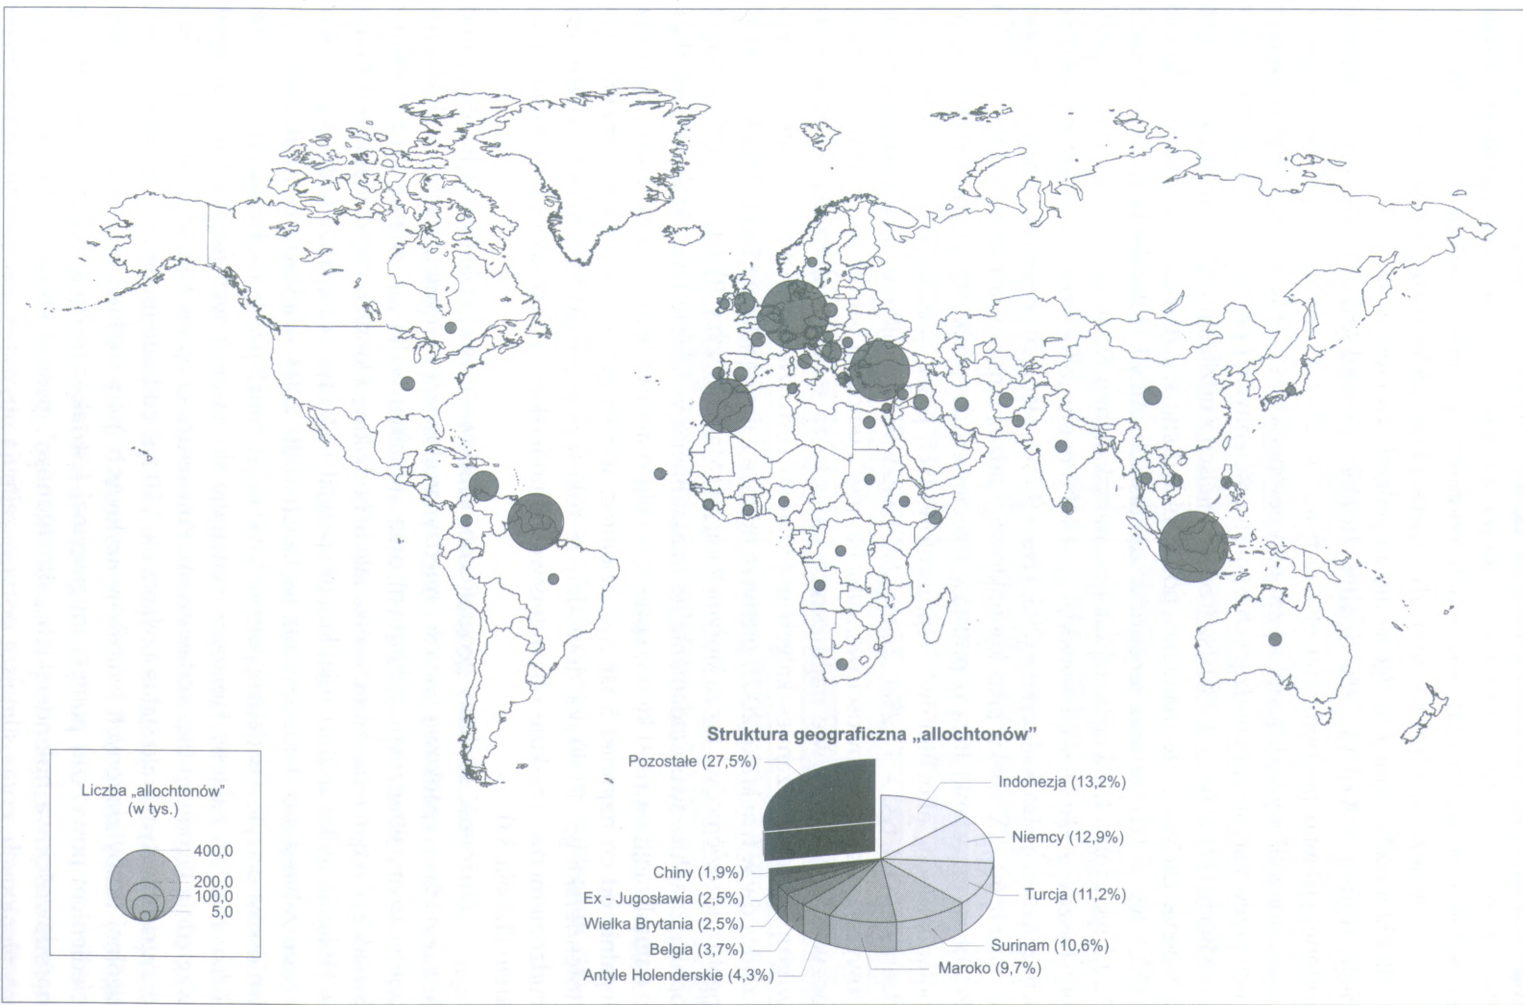 Struktura geograficzna „allochtonów”
Pozostałe (27,5%)
Indonezja (13,2%)
Niemcy (12,9%)
Turcja (11,2%)
Surinam (10,6%)
Maroko (9,7%)
Antyle Holenderskie (4,3%)
Belgia (3,7%)
Wielka Brytania (2,5%)
Ex - Jugosławia (2,5%)
Chiny (1,9%)
Liczba „allochtonów”
(w tys.)
400,0
200,0
100,0
5,0